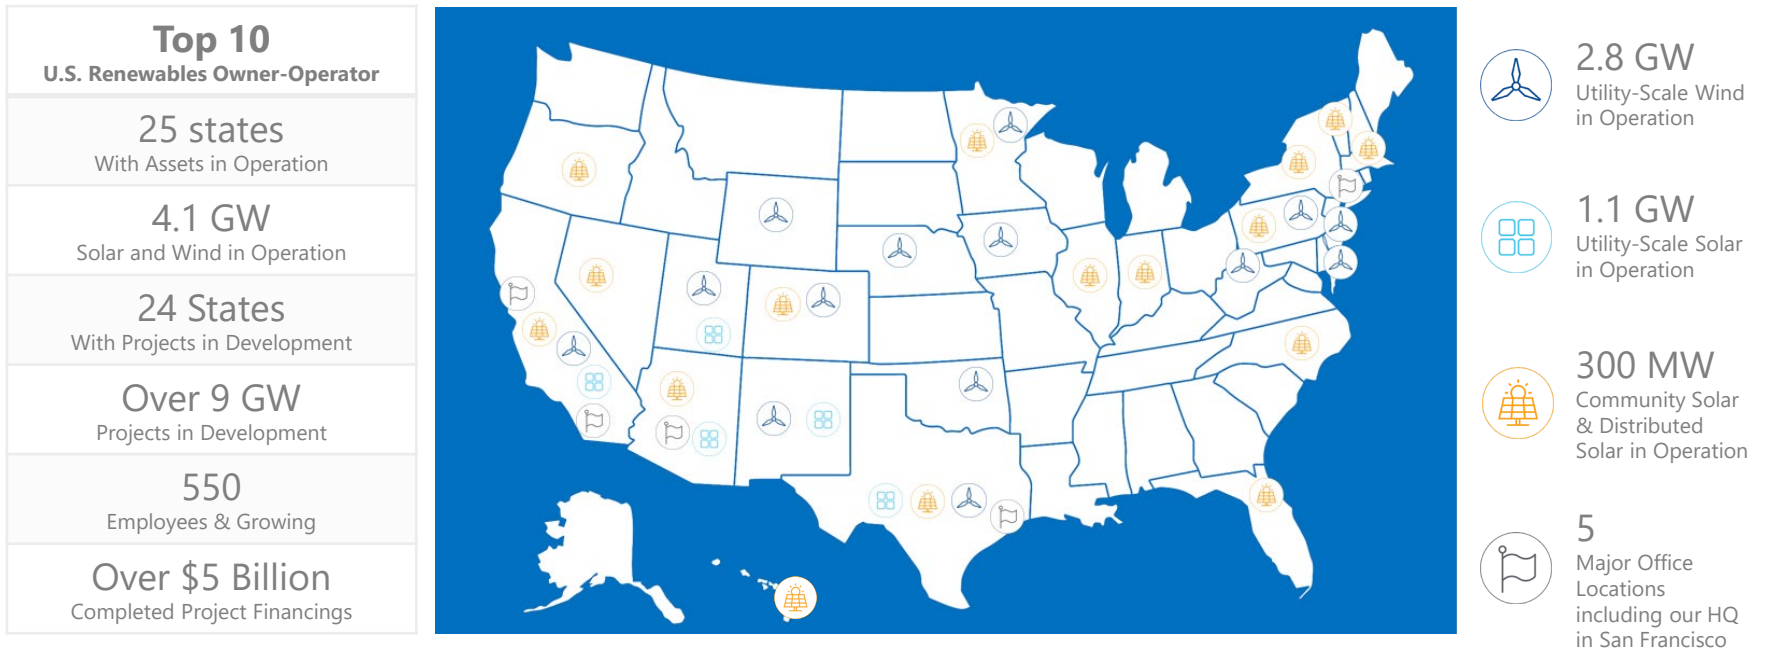 Top 10
U.S. Renewables Owner-Operator
25 states
With Assets in Operation
4.1 GW
Solar and Wind in Operation
24 States
With Projects in Development
Over 9 GW
Projects in Development
550
Employees & Growing
Over $5 Billion
Completed Project Financings
2.8 GW
Utility-Scale Wind
in Operation
1.1 GW
Utility-Scale Solar
in Operation
300 MW
Community Solar
& Distributed
Solar in Operation
5
Major Office
Locations
including our HQ
in San Francisco